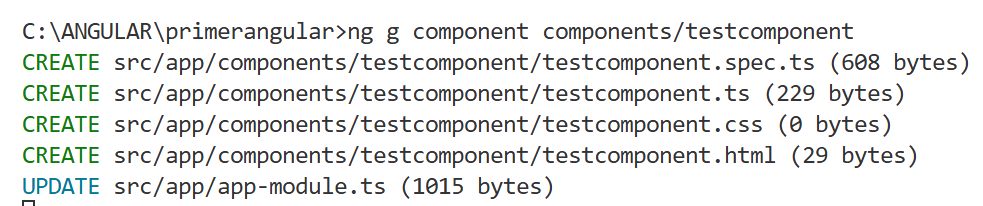 C:\ANGULAR\primerangular>ng g component components/testcomponent
CREATE src/app/components/testcomponent/testcomponent.spec.ts (608 bytes)
CREATE src/app/components/testcomponent/testcomponent.ts (229 bytes)
CREATE src/app/components/testcomponent/testcomponent.css (0 bytes)
CREATE src/app/components/testcomponent/testcomponent.html (29 bytes)
UPDATE src/app/app-module.ts (1015 bytes)